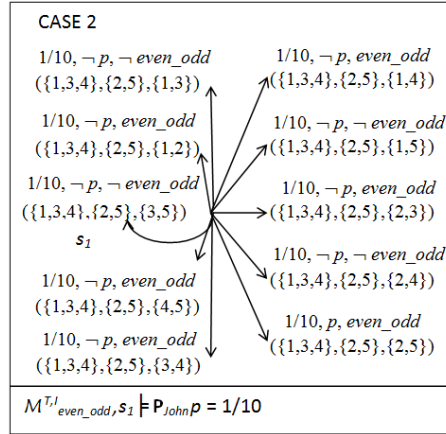 CASE 2
1/10, ¬ p, ¬ even_odd
({1,3,4},{2,5},{1,3})
1/10, ¬ p, even_odd
({1,3,4},{2,5},{1,2})
1/10, ¬ p, ¬ even_odd
({1,3,4},{2,5},{3,5})
s₁
1/10, ¬ p, even_odd
({1,3,4},{2,5},{4,5})
1/10, ¬ p, even_odd
({1,3,4},{2,5},{3,4})
1/10, ¬ p, even_odd
({1,3,4},{2,5},{1,4})
1/10, ¬ p, ¬ even_odd
({1,3,4},{2,5},{1,5})
1/10, ¬ p, even_odd
({1,3,4},{2,5},{2,3})
1/10, ¬ p, even_odd
({1,3,4},{2,5},{2,4})
1/10, p, even_odd
({1,3,4},{2,5},{2,5})
M^{T,I}_{even_odd},s₁ ⊧ P_{John}p = 1/10